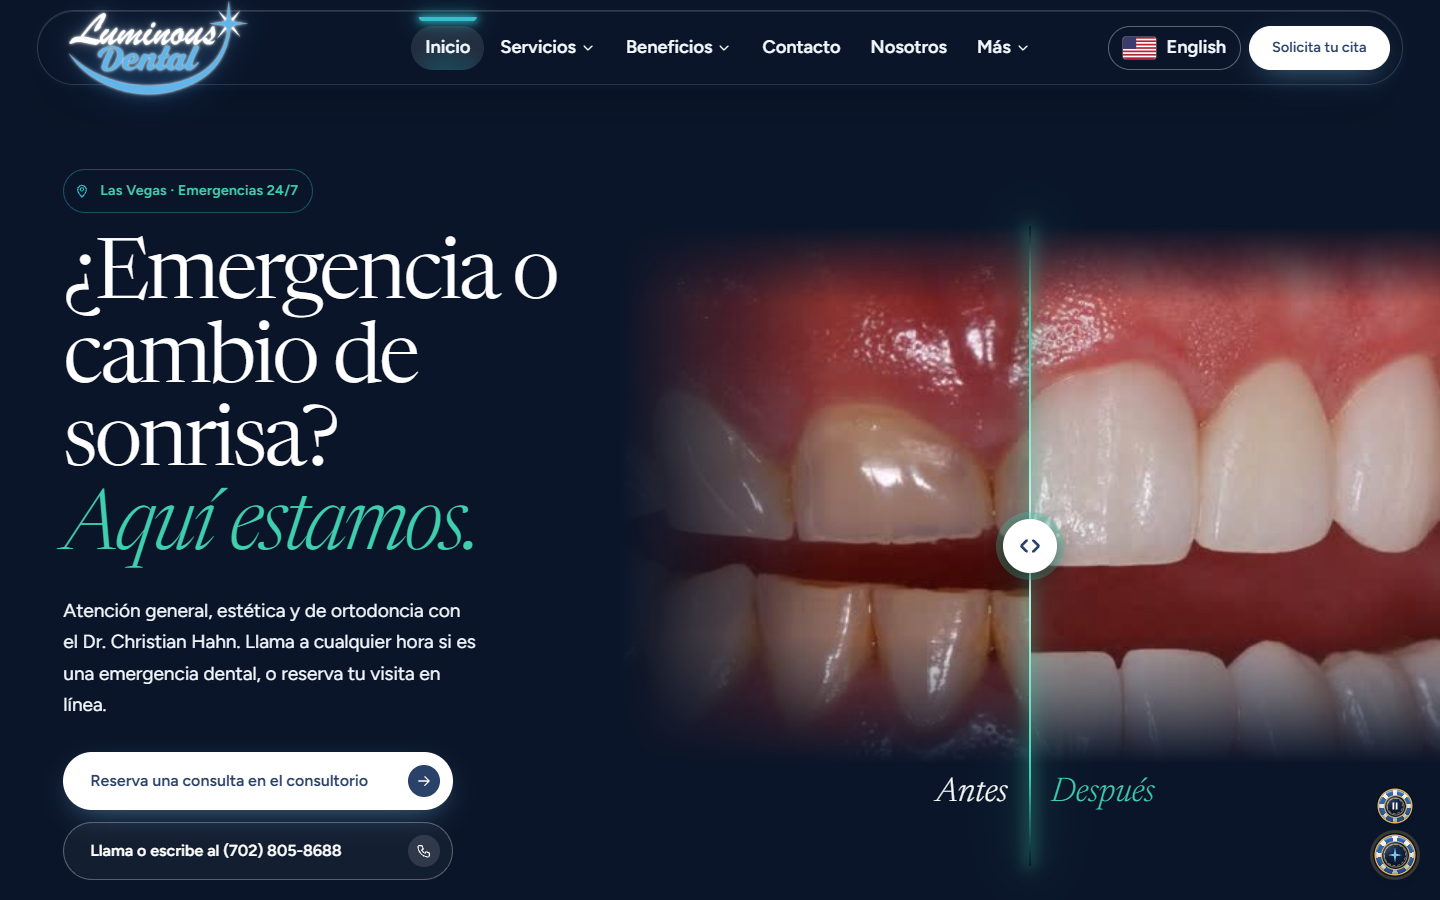 Luminous
Dental
Inicio
Servicios
Beneficios
Contacto
Nosotros
Más
English
Solicita tu cita
Las Vegas · Emergencias 24/7
¿Emergencia o
cambio de
sonrisa?
Aquí estamos.
Atención general, estética y de ortodoncia con
el Dr. Christian Hahn. Llama a cualquier hora si es
una emergencia dental, o reserva tu visita en
línea.
Reserva una consulta en el consultorio
Llama o escribe al (702) 805-8688
Antes
Después